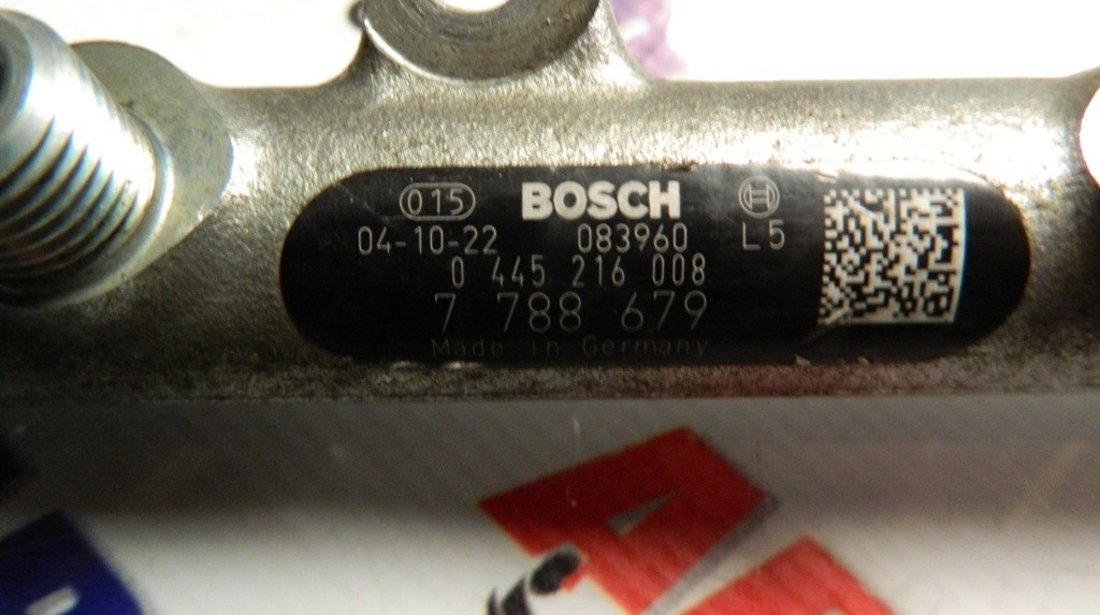 015 BOSCH
04-10-22 083960 L5
0 445 216 008
7 788 679
Made in Germany